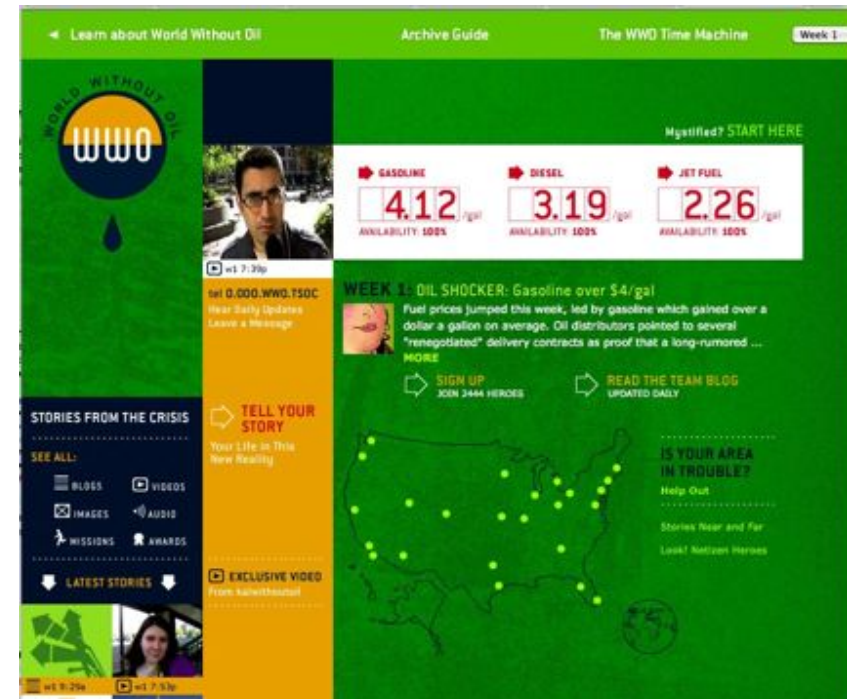 ◄ Learn about World Without Oil
Archive Guide
The WWO Time Machine
Week 1
WORLD WITHOUT OIL
WWO
Mystified? START HERE
GASOLINE
4.12 /gal
AVAILABILITY: 100%
DIESEL
3.19 /gal
AVAILABILITY: 100%
JET FUEL
2.26 /gal
AVAILABILITY: 100%
w1 7:39p
tel 0.000.WWO.TSOC
Hear Daily Updates
Leave a Message
WEEK 1: OIL SHOCKER: Gasoline over $4/gal
Fuel prices jumped this week, led by gasoline which gained over a
dollar a gallon on average. Oil distributors pointed to several
"renegotiated" delivery contracts as proof that a long-rumored ...
MORE
SIGN UP
JOIN 2444 HEROES
READ THE TEAM BLOG
UPDATED DAILY
STORIES FROM THE CRISIS
SEE ALL:
BLOGS
VIDEOS
IMAGES
AUDIO
MISSIONS
AWARDS
LATEST STORIES
TELL YOUR
STORY
Your Life in This
New Reality
EXCLUSIVE VIDEO
From halwithoutoil
IS YOUR AREA
IN TROUBLE?
Help Out
Stories Near and Far
Look! Netizen Heroes
w1 9:29a
w1 7:53p